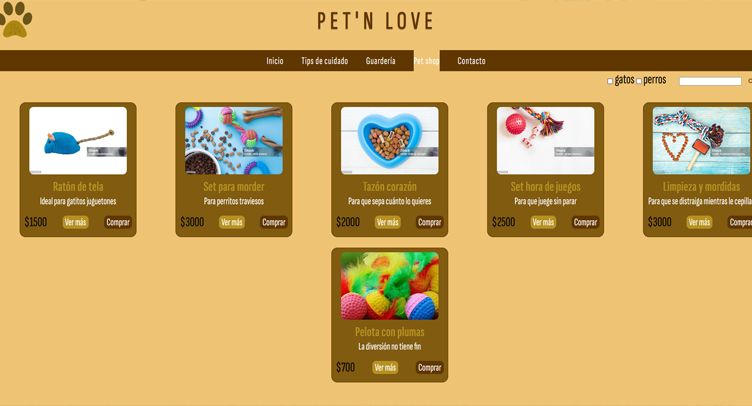 PET'N LOVE
Inicio Tips de cuidado Guardería Pet shop Contacto
gatos perros
Ratón de tela
Ideal para gatitos juguetones
$1500 Ver más Comprar
Set para morder
Para perritos traviesos
$3000 Ver más Comprar
Tazón corazón
Para que sepa cuánto lo quieres
$2000 Ver más Comprar
Set hora de juegos
Para que juege sin parar
$2500 Ver más Comprar
Limpieza y mordidas
Para que se distraiga mientras le cepilla
$3000 Ver más Comprar
Pelota con plumas
La diversión no tiene fin
$700 Ver más Comprar